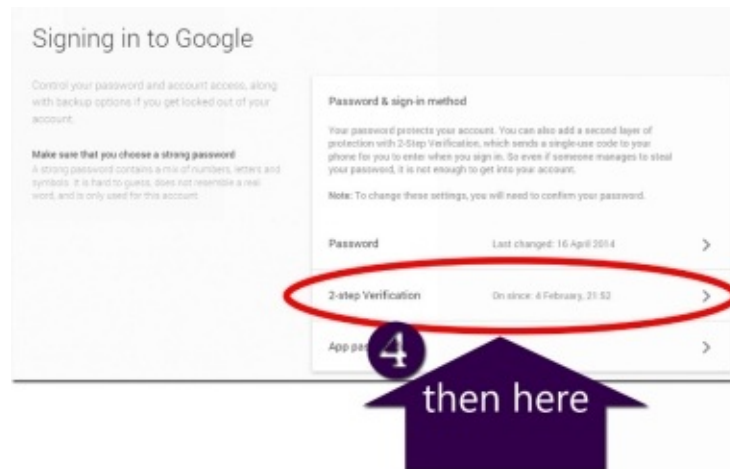 Signing in to Google
Control your password and account access, along
with backup options if you get locked out of your
account.
Make sure that you choose a strong password
A strong password contains a mix of numbers, letters and
symbols. It is hard to guess, does not resemble a real
word, and is only used for this account.
Password & sign-in method
Your password protects your account. You can also add a second layer of
protection with 2-Step Verification, which sends a single-use code to your
phone for you to enter when you sign in. So even if someone manages to steal
your password, it is not enough to get into your account.
Note: To change these settings, you will need to confirm your password.
Password Last changed: 16 April 2014
2-step Verification On since: 4 February, 21:52
App pas
4
then here